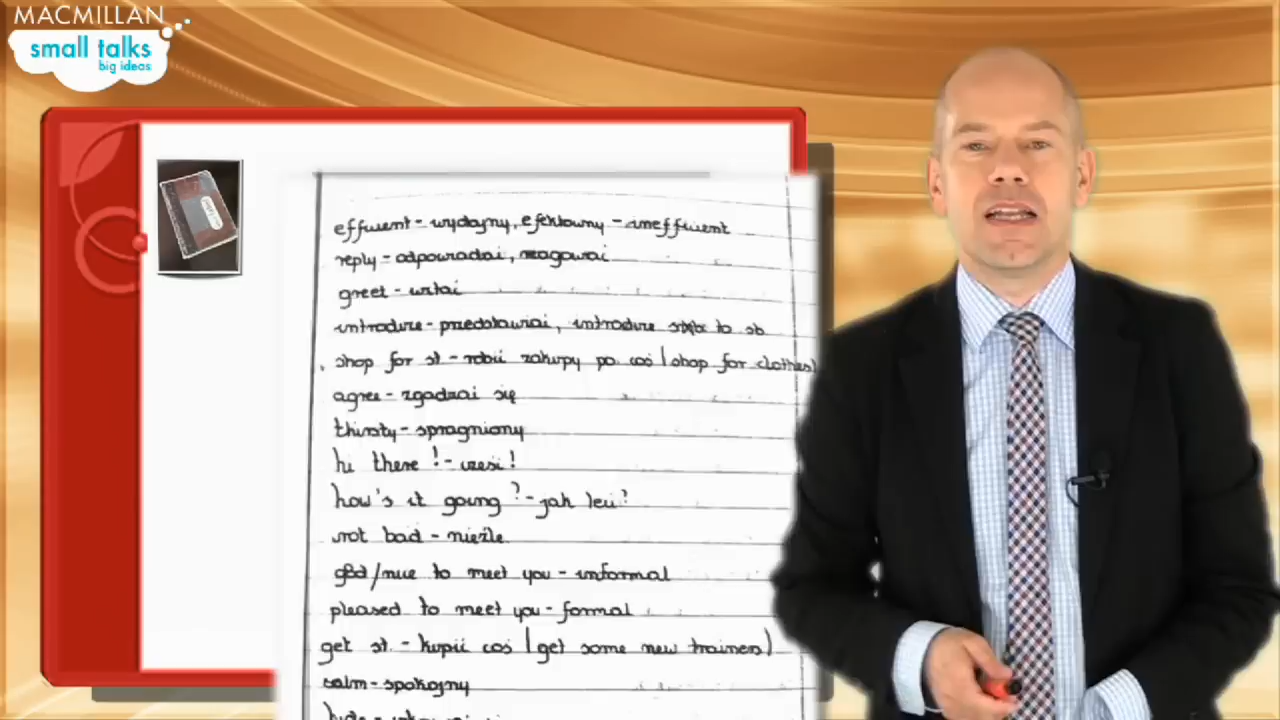 MACMILLAN
small talks
big ideas
efficient - wydajny, efektowny - inefficient
reply - odpowiadać, reagować
greet - witać
introduce - przedstawiać, introduce sb to sb
shop for st - robić zakupy po coś (shop for clothes)
agree - zgadzać się
thirsty - spragniony
hi there! - cześć!
how's it going? - jak leci?
not bad - nieźle
good/nice to meet you - informal
pleased to meet you - formal
get st. - kupić coś (get some new trainers)
calm - spokojny